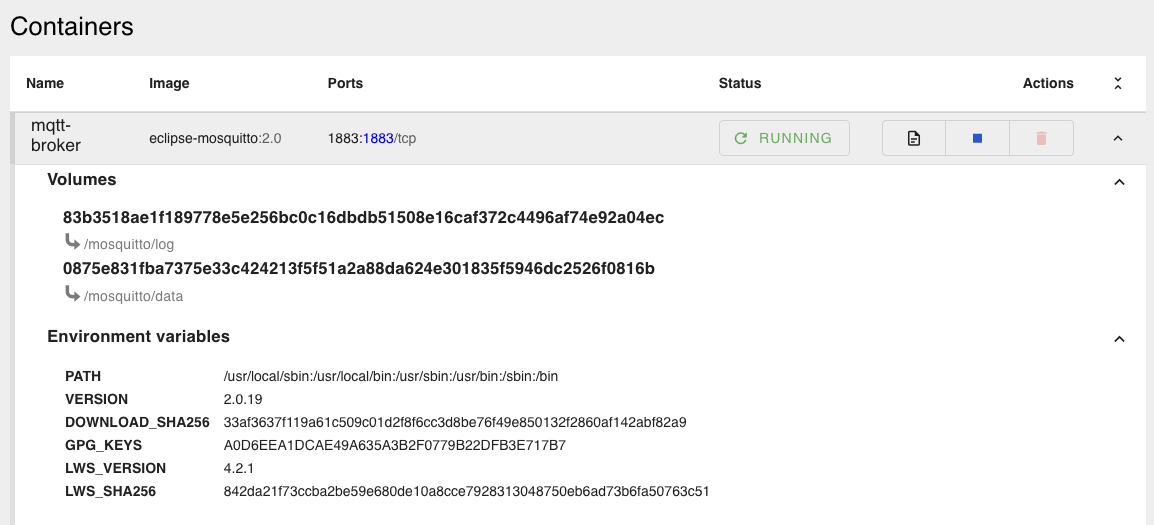 Containers
Name Image Ports Status Actions
mqtt-
broker
eclipse-mosquitto:2.0 1883:1883/tcp RUNNING
Volumes
83b3518ae1f189778e5e256bc0c16dbdb51508e16caf372c4496af74e92a04ec
/mosquitto/log
0875e831fba7375e33c424213f5f51a2a88da624e301835f5946dc2526f0816b
/mosquitto/data
Environment variables
PATH /usr/local/sbin:/usr/local/bin:/usr/sbin:/usr/bin:/sbin:/bin
VERSION 2.0.19
DOWNLOAD_SHA256 33af3637f119a61c509c01d2f8f6cc3d8be76f49e850132f2860af142abf82a9
GPG_KEYS A0D6EEA1DCAE49A635A3B2F0779B22DFB3E717B7
LWS_VERSION 4.2.1
LWS_SHA256 842da21f73ccba2be59e680de10a8cce7928313048750eb6ad73b6fa50763c51